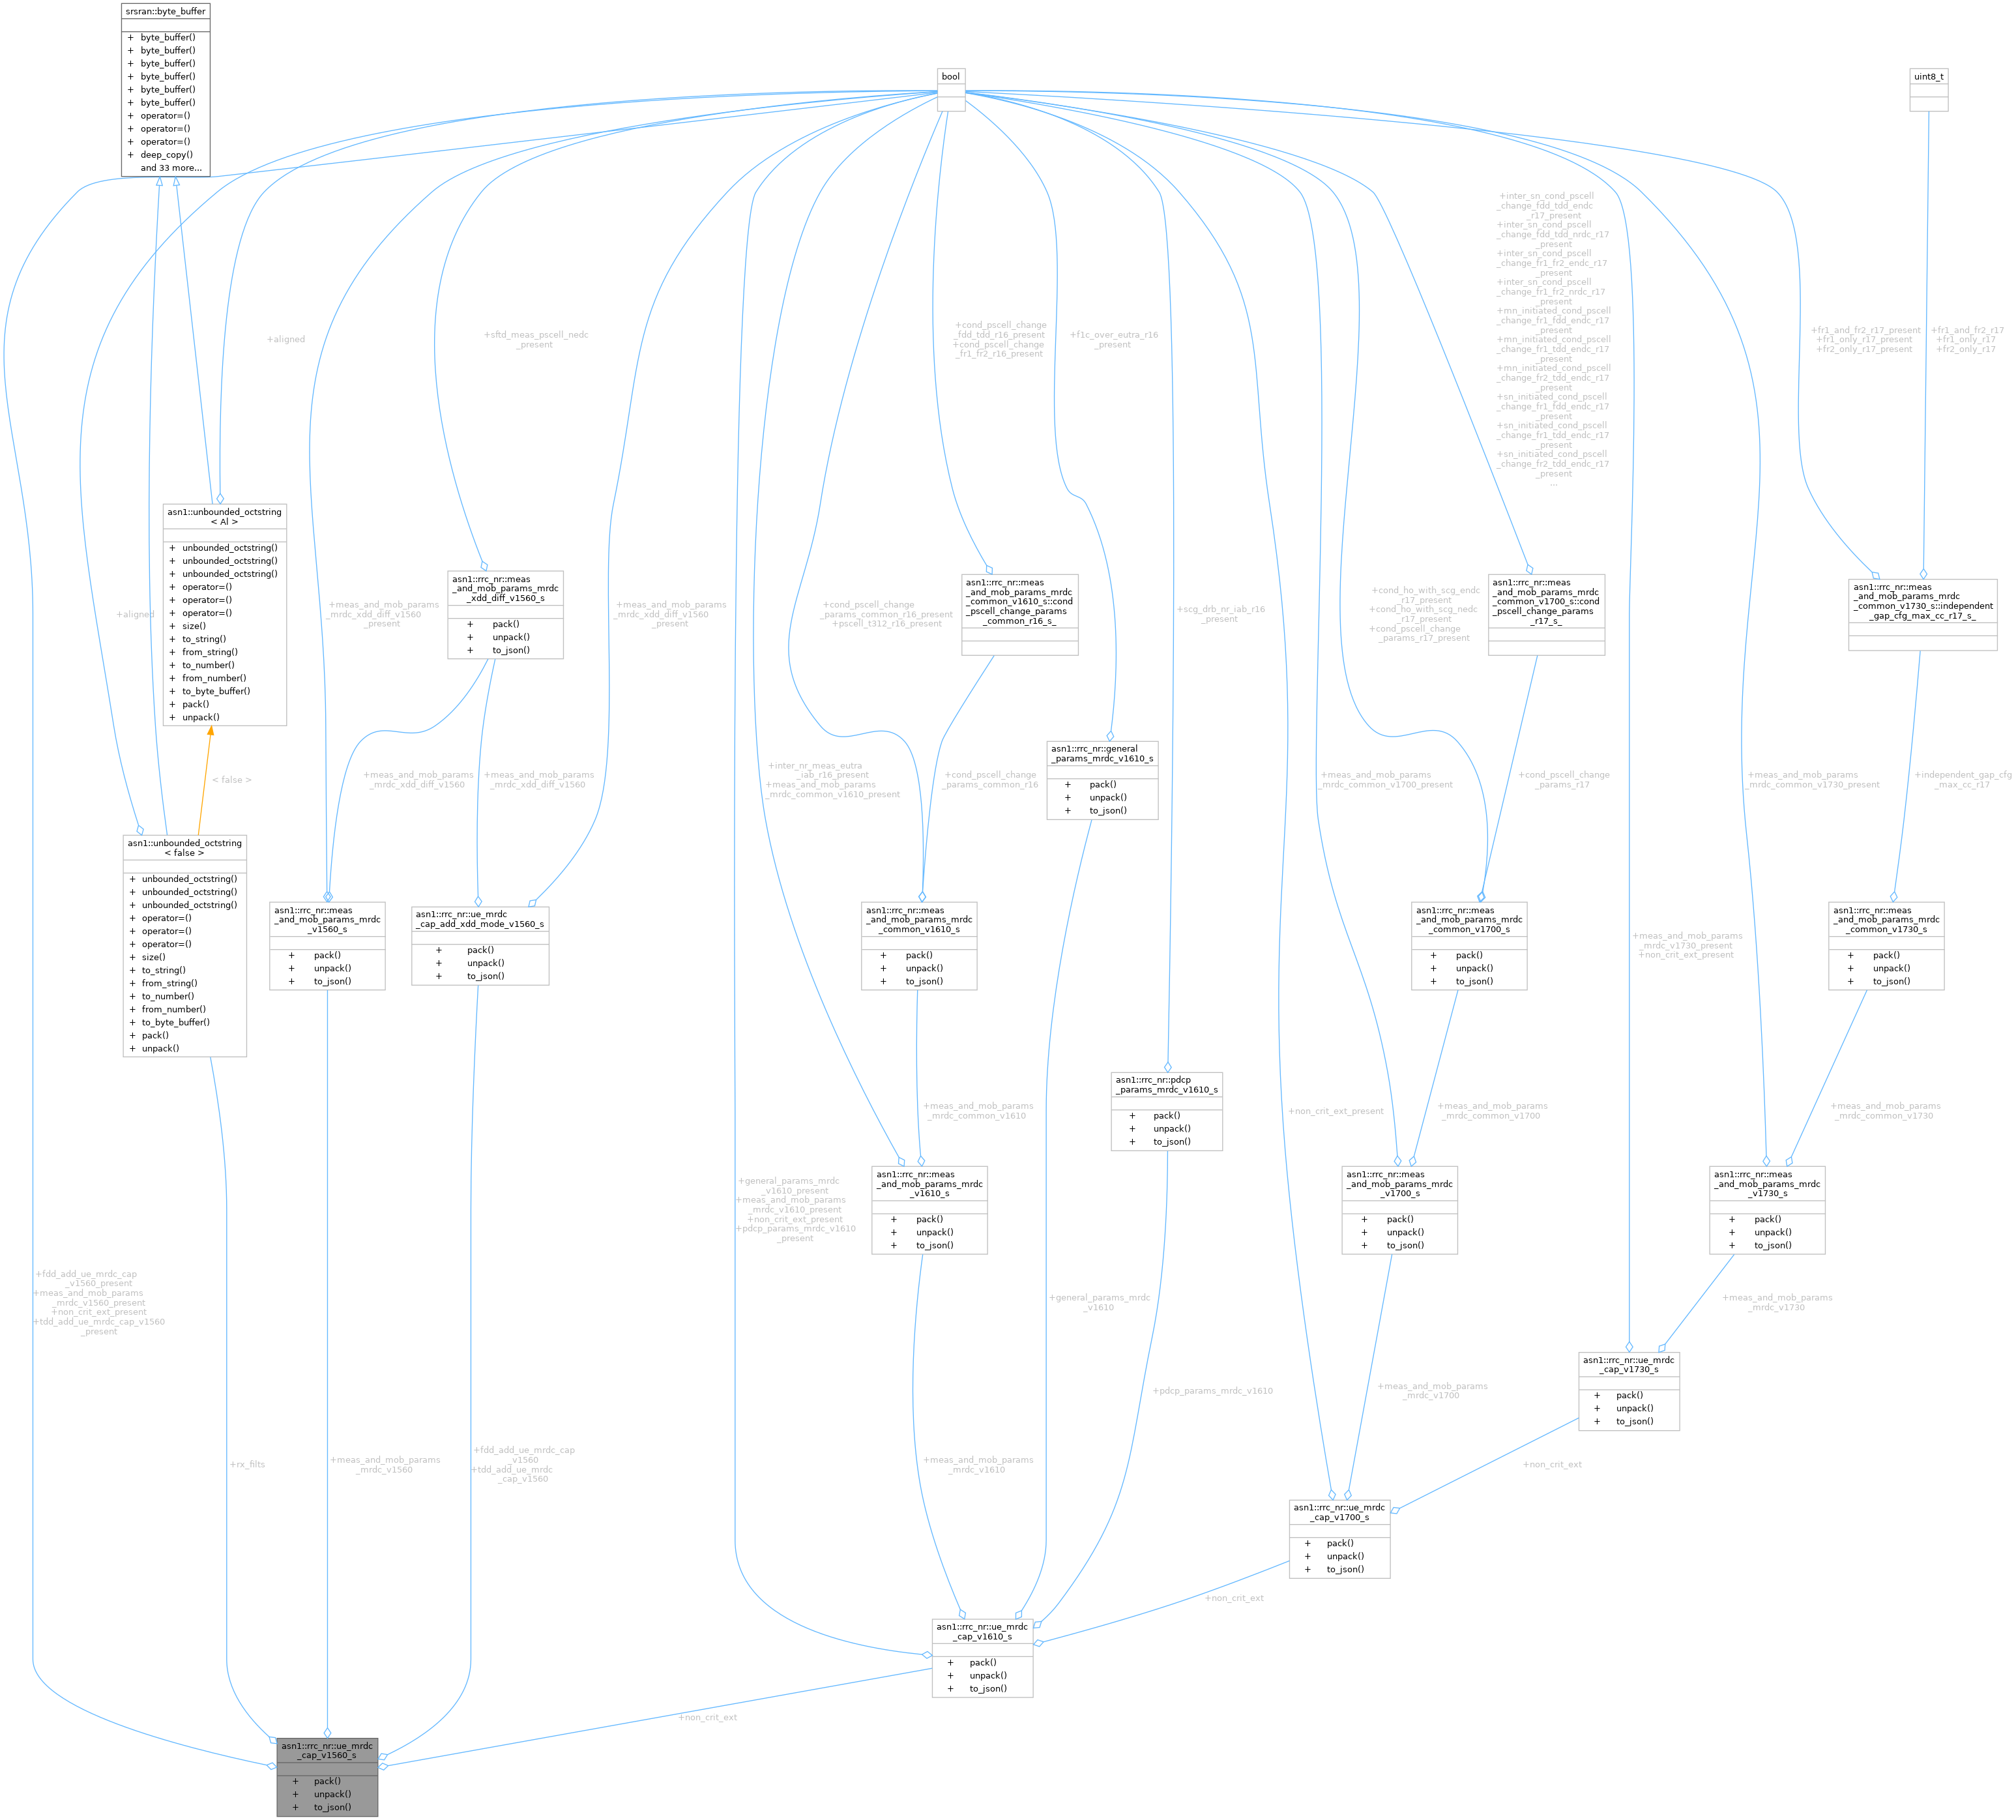 srsran::byte_buffer
+ byte_buffer()
+ byte_buffer()
+ byte_buffer()
+ byte_buffer()
+ byte_buffer()
+ byte_buffer()
+ operator=()
+ operator=()
+ operator=()
+ deep_copy()
and 33 more...
bool
uint8_t
+inter_sn_cond_pscell
_change_fdd_tdd_endc
_r17_present
+inter_sn_cond_pscell
_change_fdd_tdd_nrdc_r17
_present
+inter_sn_cond_pscell
_change_fr1_fr2_endc_r17
_present
+inter_sn_cond_pscell
_change_fr1_fr2_nrdc_r17
_present
+mn_initiated_cond_pscell
_change_fr1_fdd_endc_r17
_present
+mn_initiated_cond_pscell
_change_fr1_tdd_endc_r17
_present
+mn_initiated_cond_pscell
_change_fr2_tdd_endc_r17
_present
+sn_initiated_cond_pscell
_change_fr1_fdd_endc_r17
_present
+sn_initiated_cond_pscell
_change_fr1_tdd_endc_r17
_present
+sn_initiated_cond_pscell
_change_fr2_tdd_endc_r17
_present
...
+aligned
+sftd_meas_pscell_nedc
_present
+cond_pscell_change
_fdd_tdd_r16_present
+cond_pscell_change
_fr1_fr2_r16_present
+f1c_over_eutra_r16
_present
+fr1_and_fr2_r17_present
+fr1_only_r17_present
+fr2_only_r17_present
+fr1_and_fr2_r17
+fr1_only_r17
+fr2_only_r17
asn1::unbounded_octstring
< Al >
+ unbounded_octstring()
+ unbounded_octstring()
+ unbounded_octstring()
+ operator=()
+ operator=()
+ operator=()
+ size()
+ to_string()
+ from_string()
+ to_number()
+ from_number()
+ to_byte_buffer()
+ pack()
+ unpack()
+aligned
+meas_and_mob_params
_mrdc_xdd_diff_v1560
_present
asn1::rrc_nr::meas
_and_mob_params_mrdc
_xdd_diff_v1560_s
+ pack()
+ unpack()
+ to_json()
+meas_and_mob_params
_mrdc_xdd_diff_v1560
_present
+cond_pscell_change
_params_common_r16_present
+pscell_t312_r16_present
asn1::rrc_nr::meas
_and_mob_params_mrdc
_common_v1610_s::cond
_pscell_change_params
_common_r16_s_
+scg_drb_nr_iab_r16
_present
+cond_ho_with_scg_endc
_r17_present
+cond_ho_with_scg_nedc
_r17_present
+cond_pscell_change
_params_r17_present
asn1::rrc_nr::meas
_and_mob_params_mrdc
_common_v1700_s::cond
_pscell_change_params
_r17_s_
asn1::rrc_nr::meas
_and_mob_params_mrdc
_common_v1730_s::independent
_gap_cfg_max_cc_r17_s_
< false >
+meas_and_mob_params
_mrdc_xdd_diff_v1560
+meas_and_mob_params
_mrdc_xdd_diff_v1560
+inter_nr_meas_eutra
_iab_r16_present
+meas_and_mob_params
_mrdc_common_v1610_present
+cond_pscell_change
_params_common_r16
asn1::rrc_nr::general
_params_mrdc_v1610_s
+ pack()
+ unpack()
+ to_json()
+meas_and_mob_params
_mrdc_common_v1700_present
+cond_pscell_change
_params_r17
+meas_and_mob_params
_mrdc_common_v1730_present
+independent_gap_cfg
_max_cc_r17
asn1::unbounded_octstring
< false >
+ unbounded_octstring()
+ unbounded_octstring()
+ unbounded_octstring()
+ operator=()
+ operator=()
+ operator=()
+ size()
+ to_string()
+ from_string()
+ to_number()
+ from_number()
+ to_byte_buffer()
+ pack()
+ unpack()
asn1::rrc_nr::meas
_and_mob_params_mrdc
_v1560_s
+ pack()
+ unpack()
+ to_json()
asn1::rrc_nr::ue_mrdc
_cap_add_xdd_mode_v1560_s
+ pack()
+ unpack()
+ to_json()
asn1::rrc_nr::meas
_and_mob_params_mrdc
_common_v1610_s
+ pack()
+ unpack()
+ to_json()
asn1::rrc_nr::meas
_and_mob_params_mrdc
_common_v1700_s
+ pack()
+ unpack()
+ to_json()
+meas_and_mob_params
_mrdc_v1730_present
+non_crit_ext_present
asn1::rrc_nr::meas
_and_mob_params_mrdc
_common_v1730_s
+ pack()
+ unpack()
+ to_json()
+meas_and_mob_params
_mrdc_common_v1610
asn1::rrc_nr::pdcp
_params_mrdc_v1610_s
+ pack()
+ unpack()
+ to_json()
+non_crit_ext_present
+meas_and_mob_params
_mrdc_common_v1700
+meas_and_mob_params
_mrdc_common_v1730
+general_params_mrdc
_v1610_present
+meas_and_mob_params
_mrdc_v1610_present
+non_crit_ext_present
+pdcp_params_mrdc_v1610
_present
asn1::rrc_nr::meas
_and_mob_params_mrdc
_v1610_s
+ pack()
+ unpack()
+ to_json()
asn1::rrc_nr::meas
_and_mob_params_mrdc
_v1700_s
+ pack()
+ unpack()
+ to_json()
asn1::rrc_nr::meas
_and_mob_params_mrdc
_v1730_s
+ pack()
+ unpack()
+ to_json()
+fdd_add_ue_mrdc_cap
_v1560_present
+meas_and_mob_params
_mrdc_v1560_present
+non_crit_ext_present
+tdd_add_ue_mrdc_cap_v1560
_present
+general_params_mrdc
_v1610
+meas_and_mob_params
_mrdc_v1730
+pdcp_params_mrdc_v1610
+meas_and_mob_params
_mrdc_v1700
asn1::rrc_nr::ue_mrdc
_cap_v1730_s
+ pack()
+ unpack()
+ to_json()
+rx_filts
+meas_and_mob_params
_mrdc_v1560
+fdd_add_ue_mrdc_cap
_v1560
+tdd_add_ue_mrdc
_cap_v1560
+meas_and_mob_params
_mrdc_v1610
+non_crit_ext
asn1::rrc_nr::ue_mrdc
_cap_v1700_s
+ pack()
+ unpack()
+ to_json()
+non_crit_ext
asn1::rrc_nr::ue_mrdc
_cap_v1610_s
+ pack()
+ unpack()
+ to_json()
+non_crit_ext
asn1::rrc_nr::ue_mrdc
_cap_v1560_s
+ pack()
+ unpack()
+ to_json()